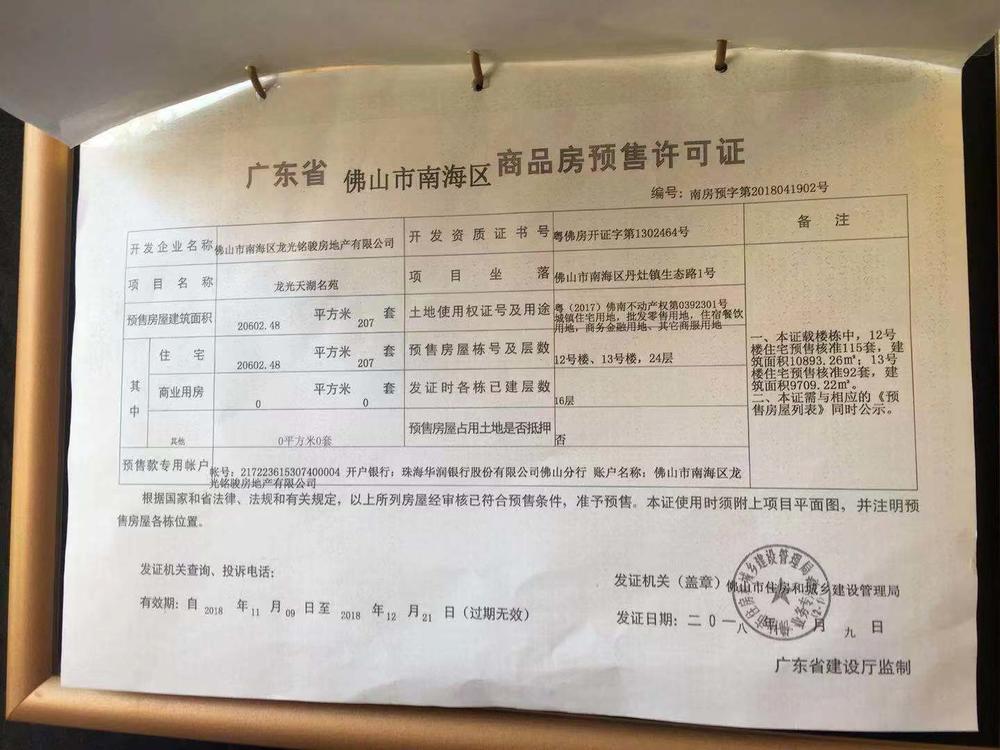 广东省 佛山市南海区 商品房预售许可证
编号：南房预字第2018041902号
开发企业名称 佛山市南海区龙光铭骏房地产有限公司 开发资质证书号 粤佛房开证字第1302464号 备注
项目名称 龙光天湖名苑 项目坐落 佛山市南海区丹灶镇生态路1号
预售房屋建筑面积 20602.48 平方米 207 套 土地使用权证号及用途 粤（2017）佛南不动产权第0392301号
城镇住宅用地，批发零售用地，住宿餐饮
用地，商务金融用地、其它商服用地
其中 住宅 20602.48 平方米 207 套 预售房屋栋号及层数 12号楼、13号楼，24层
商业用房 0 平方米 0 套 发证时各栋已建层数 16层
其他 0平方米0套 预售房屋占用土地是否抵押 否
一、本证载楼栋中，12号
楼住宅预售核准115套，建
筑面积10893.26㎡；13号
楼住宅预售核准92套，建
筑面积9709.22㎡。
二、本证需与相应的《预
售房屋列表》同时公示。
预售款专用帐户 帐号：217223615307400004 开户银行：珠海华润银行股份有限公司佛山分行 账户名称：佛山市南海区龙
光铭骏房地产有限公司
根据国家和省法律、法规和有关规定，以上所列房屋经审核已符合预售条件，准予预售。本证使用时须附上项目平面图，并注明预
售房屋各栋位置。
发证机关查询、投诉电话：
发证机关（盖章）佛山市住房和城乡建设管理局
有效期：自 2018 年 11 月 09 日至 2018 年 12 月 21 日（过期无效）
发证日期：二〇一八 年 月 九 日
广东省建设厅监制